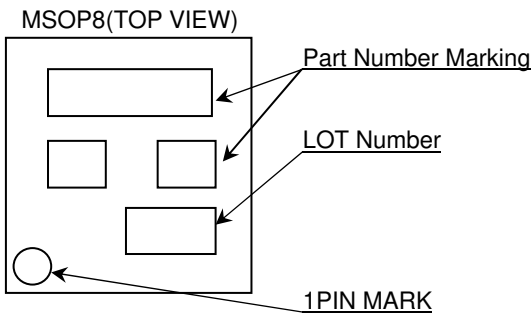 MSOP8(TOP VIEW)
Part Number Marking
LOT Number
1PIN MARK